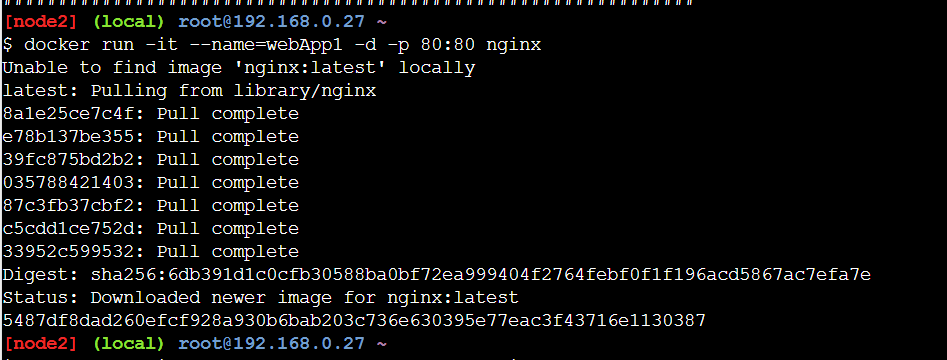 ################################################################
[node2] (local) root@192.168.0.27 ~
$ docker run -it --name=webApp1 -d -p 80:80 nginx
Unable to find image 'nginx:latest' locally
latest: Pulling from library/nginx
8a1e25ce7c4f: Pull complete
e78b137be355: Pull complete
39fc875bd2b2: Pull complete
035788421403: Pull complete
87c3fb37cbf2: Pull complete
c5cdd1ce752d: Pull complete
33952c599532: Pull complete
Digest: sha256:6db391d1c0cfb30588ba0bf72ea999404f2764febf0f1f196acd5867ac7efa7e
Status: Downloaded newer image for nginx:latest
5487df8dad260efcf928a930b6bab203c736e630395e77eac3f43716e1130387
[node2] (local) root@192.168.0.27 ~